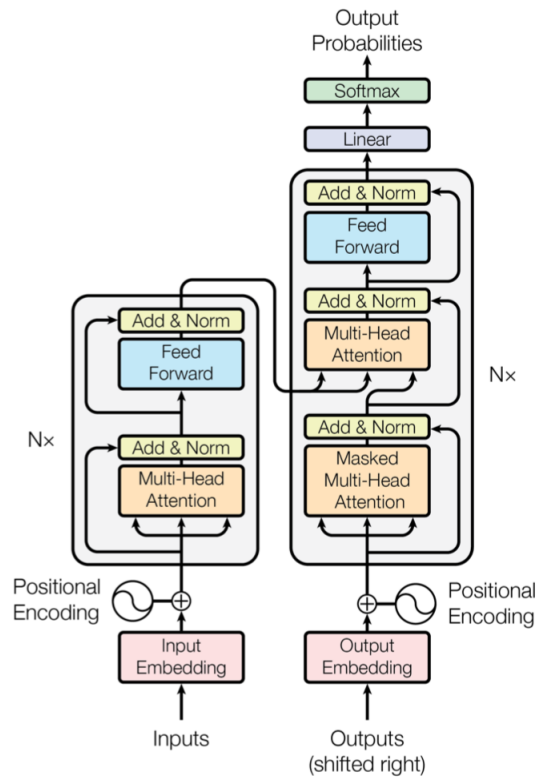 Output
Probabilities
Softmax
Linear
Add & Norm
Feed
Forward
Add & Norm
Multi-Head
Attention
Add & Norm
Masked
Multi-Head
Attention
N×
Add & Norm
Feed
Forward
N×
Add & Norm
Multi-Head
Attention
Positional
Encoding
Positional
Encoding
Input
Embedding
Output
Embedding
Inputs
Outputs
(shifted right)